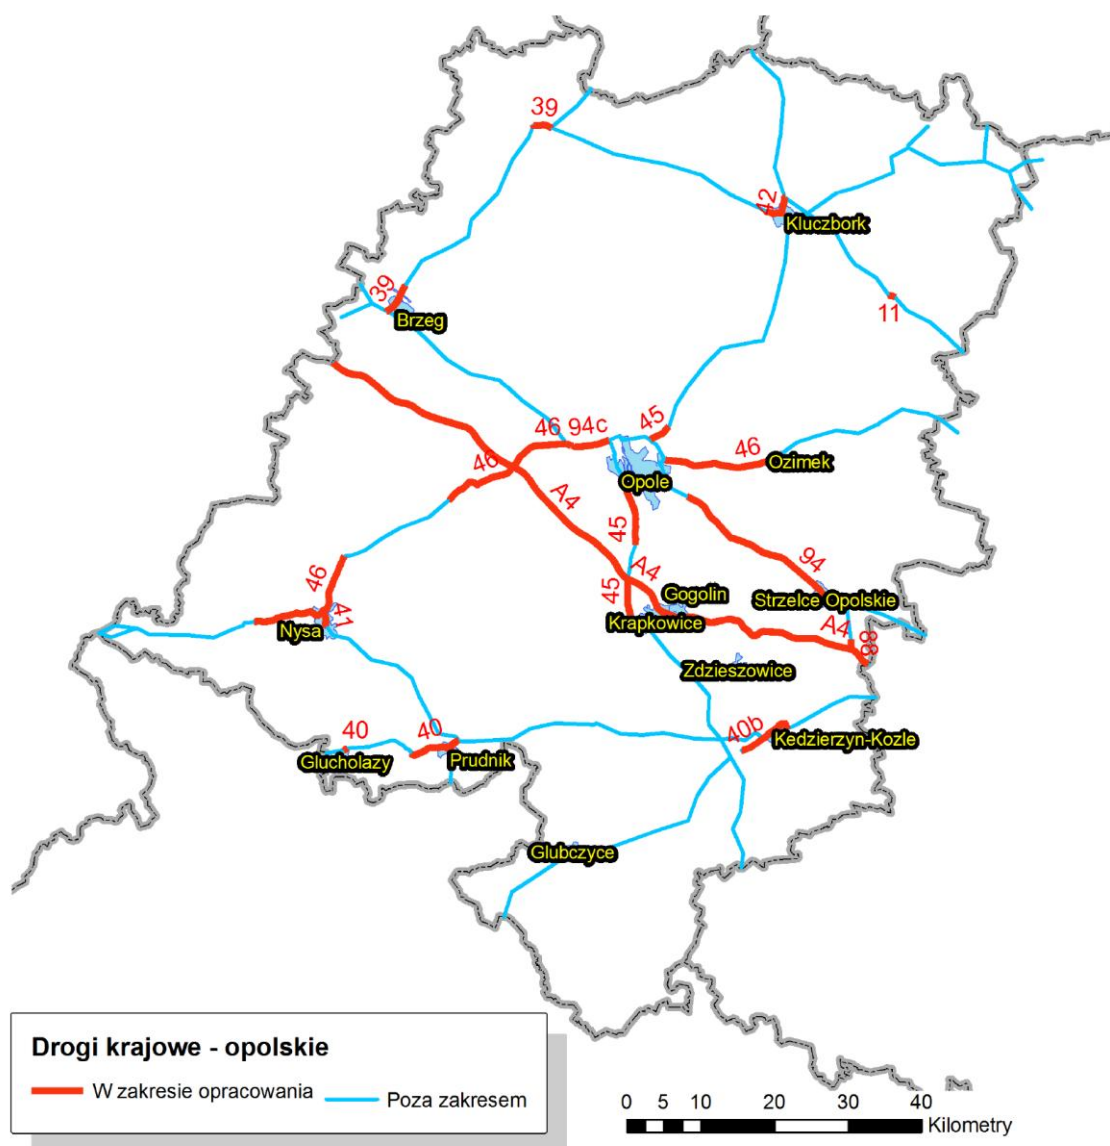 39
42
Kluczbork
39
11
Brzeg
46
94c
45
46
46
Ozimek
Opole
A4
45
94
A4
46
45
Gogolin
Strzelce Opolskie
41
Nysa
Krapkowice
A4
88
Zdzieszowice
40
40
40b
Kedzierzyn-Kozle
Glucholazy
Prudnik
Glubczyce
Drogi krajowe - opolskie
W zakresie opracowania
Poza zakresem
0 5 10 20 30 40
Kilometry